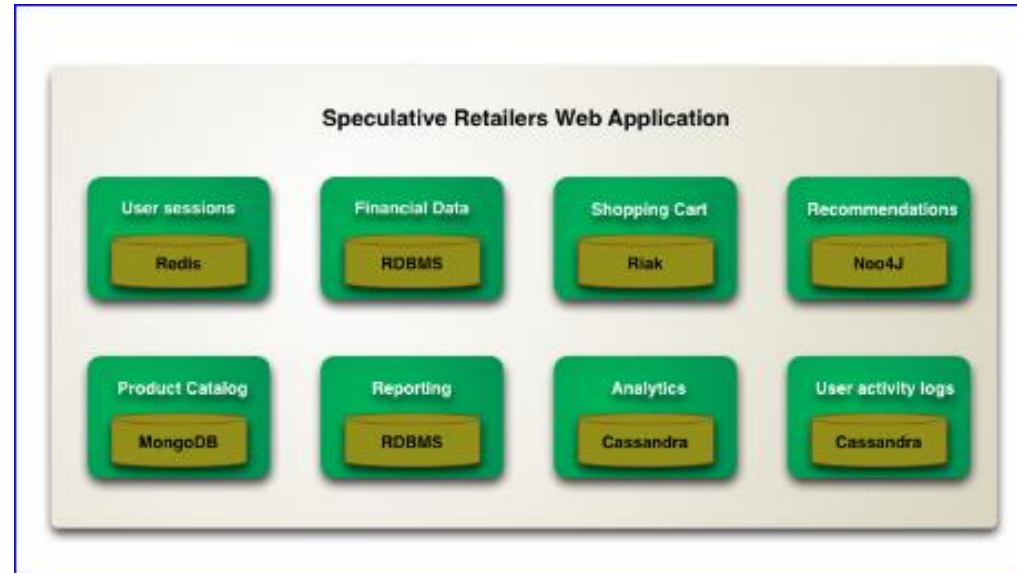 Speculative Retailers Web Application
User sessions
Redis
Financial Data
RDBMS
Shopping Cart
Riak
Recommendations
Neo4J
Product Catalog
MongoDB
Reporting
RDBMS
Analytics
Cassandra
User activity logs
Cassandra